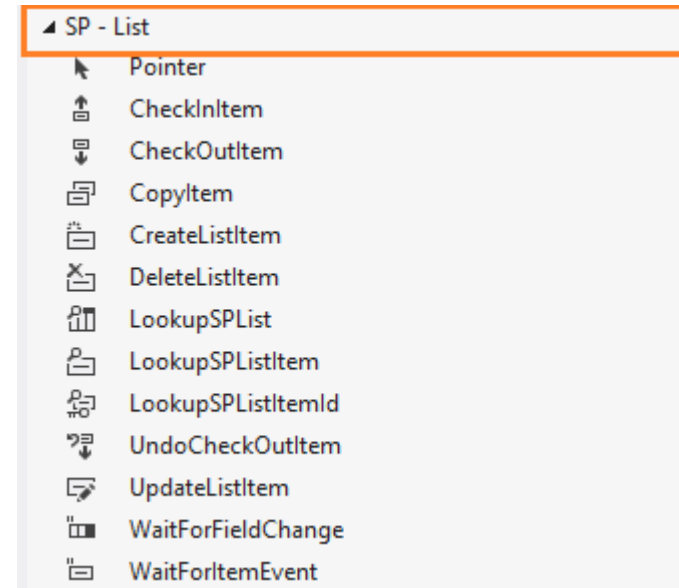 SP - List
Pointer
CheckInItem
CheckOutItem
CopyItem
CreateListItem
DeleteListItem
LookupSPList
LookupSPListItem
LookupSPListItemId
UndoCheckOutItem
UpdateListItem
WaitForFieldChange
WaitForItemEvent